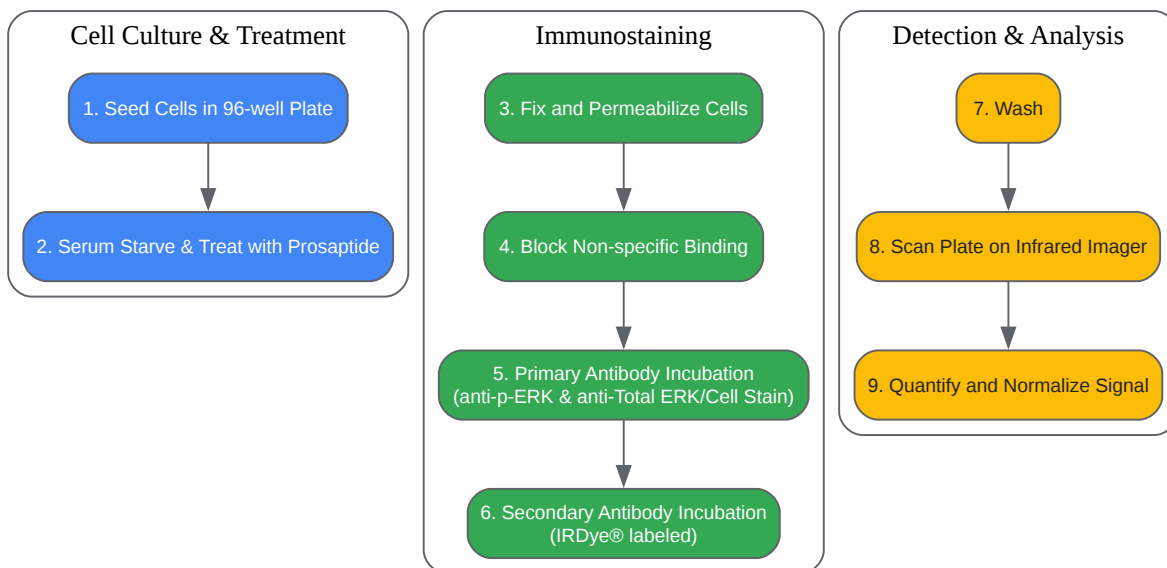 Cell Culture & Treatment
1. Seed Cells in 96-well Plate
2. Serum Starve & Treat with Prosaptide
Immunostaining
3. Fix and Permeabilize Cells
4. Block Non-specific Binding
5. Primary Antibody Incubation
(anti-p-ERK & anti-Total ERK/Cell Stain)
6. Secondary Antibody Incubation
(IRDye® labeled)
Detection & Analysis
7. Wash
8. Scan Plate on Infrared Imager
9. Quantify and Normalize Signal